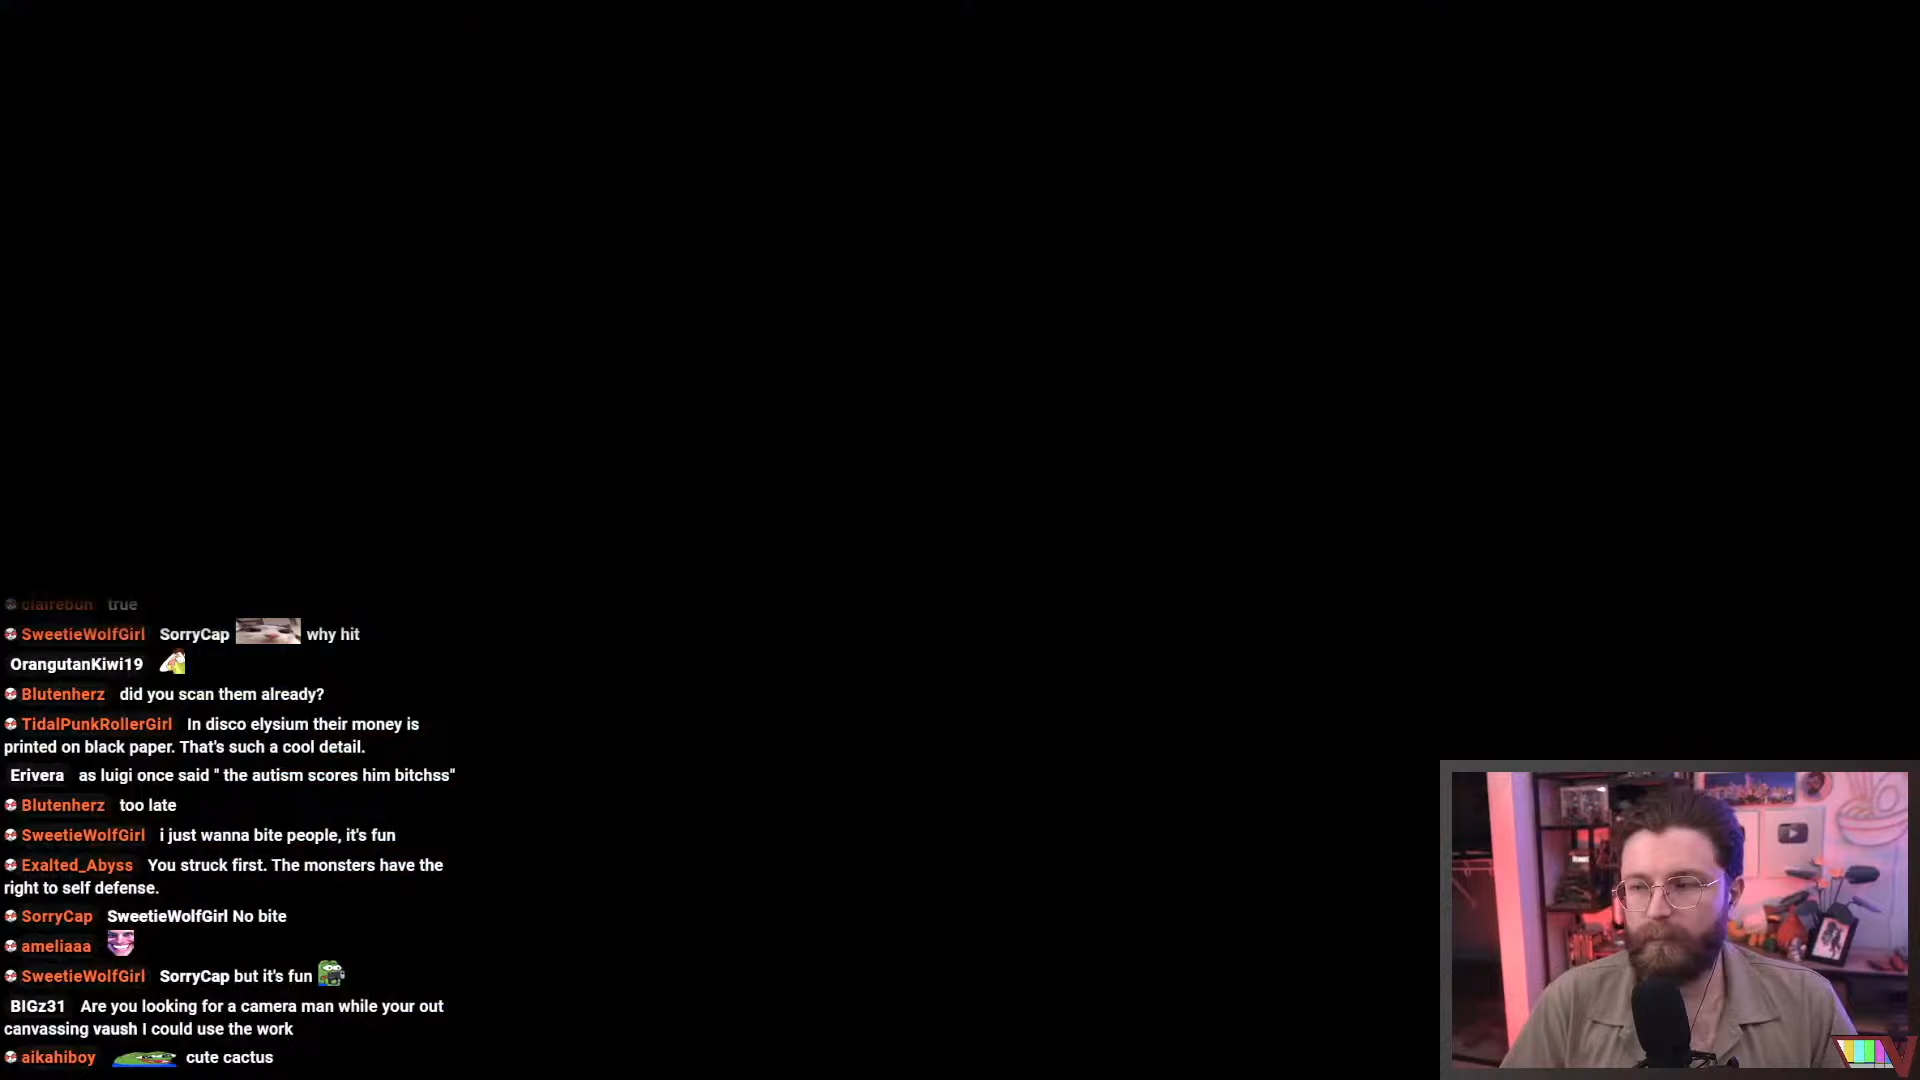 clairebun true
SweetieWolfGirl SorryCap why hit
OrangutanKiwi19
Blutenherz did you scan them already?
TidalPunkRollerGirl In disco elysium their money is
printed on black paper. That's such a cool detail.
Erivera as luigi once said " the autism scores him bitchss"
Blutenherz too late
SweetieWolfGirl i just wanna bite people, it's fun
Exalted_Abyss You struck first. The monsters have the
right to self defense.
SorryCap SweetieWolfGirl No bite
ameliaaa
SweetieWolfGirl SorryCap but it's fun
BIGz31 Are you looking for a camera man while your out
canvassing vaush I could use the work
aikahiboy cute cactus